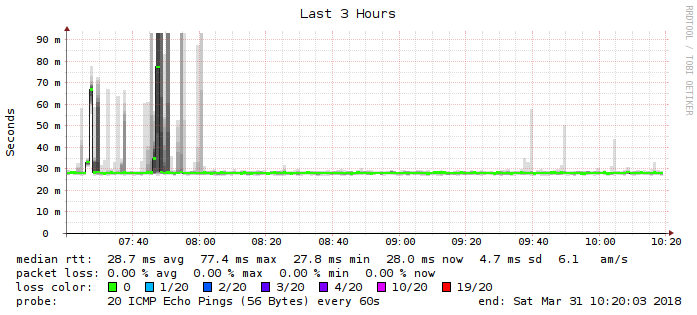 Last 3 Hours
RRDTOOL / TOBI OETIKER
Seconds
90 m
80 m
70 m
60 m
50 m
40 m
30 m
20 m
10 m
0
07:40 08:00 08:20 08:40 09:00 09:20 09:40 10:00 10:20
median rtt: 28.7 ms avg 77.4 ms max 27.8 ms min 28.0 ms now 4.7 ms sd 6.1 am/s
packet loss: 0.00 % avg 0.00 % max 0.00 % min 0.00 % now
loss color: 0 1/20 2/20 3/20 4/20 10/20 19/20
probe: 20 ICMP Echo Pings (56 Bytes) every 60s end: Sat Mar 31 10:20:03 2018